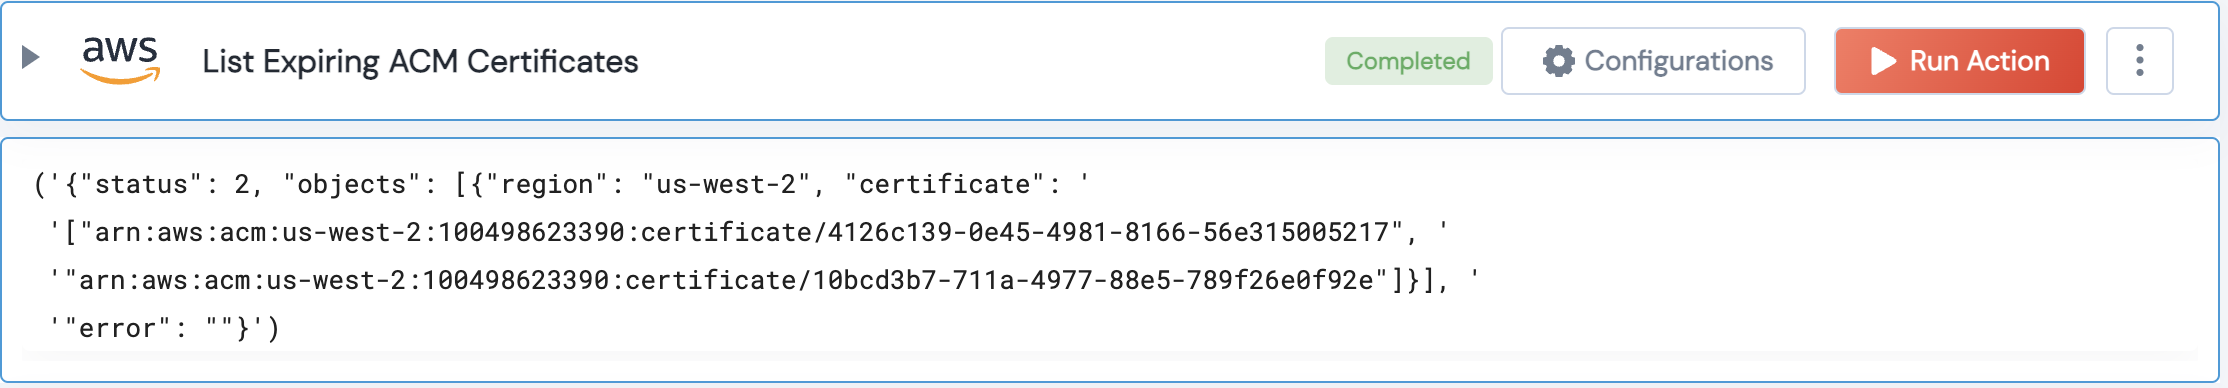 aws
List Expiring ACM Certificates
Completed
Configurations
Run Action
('{"status": 2, "objects": [{"region": "us-west-2", "certificate": '
'["arn:aws:acm:us-west-2:100498623390:certificate/4126c139-0e45-4981-8166-56e315005217", '
'"arn:aws:acm:us-west-2:100498623390:certificate/10bcd3b7-711a-4977-88e5-789f26e0f92e"]}], '
'"error": ""}')